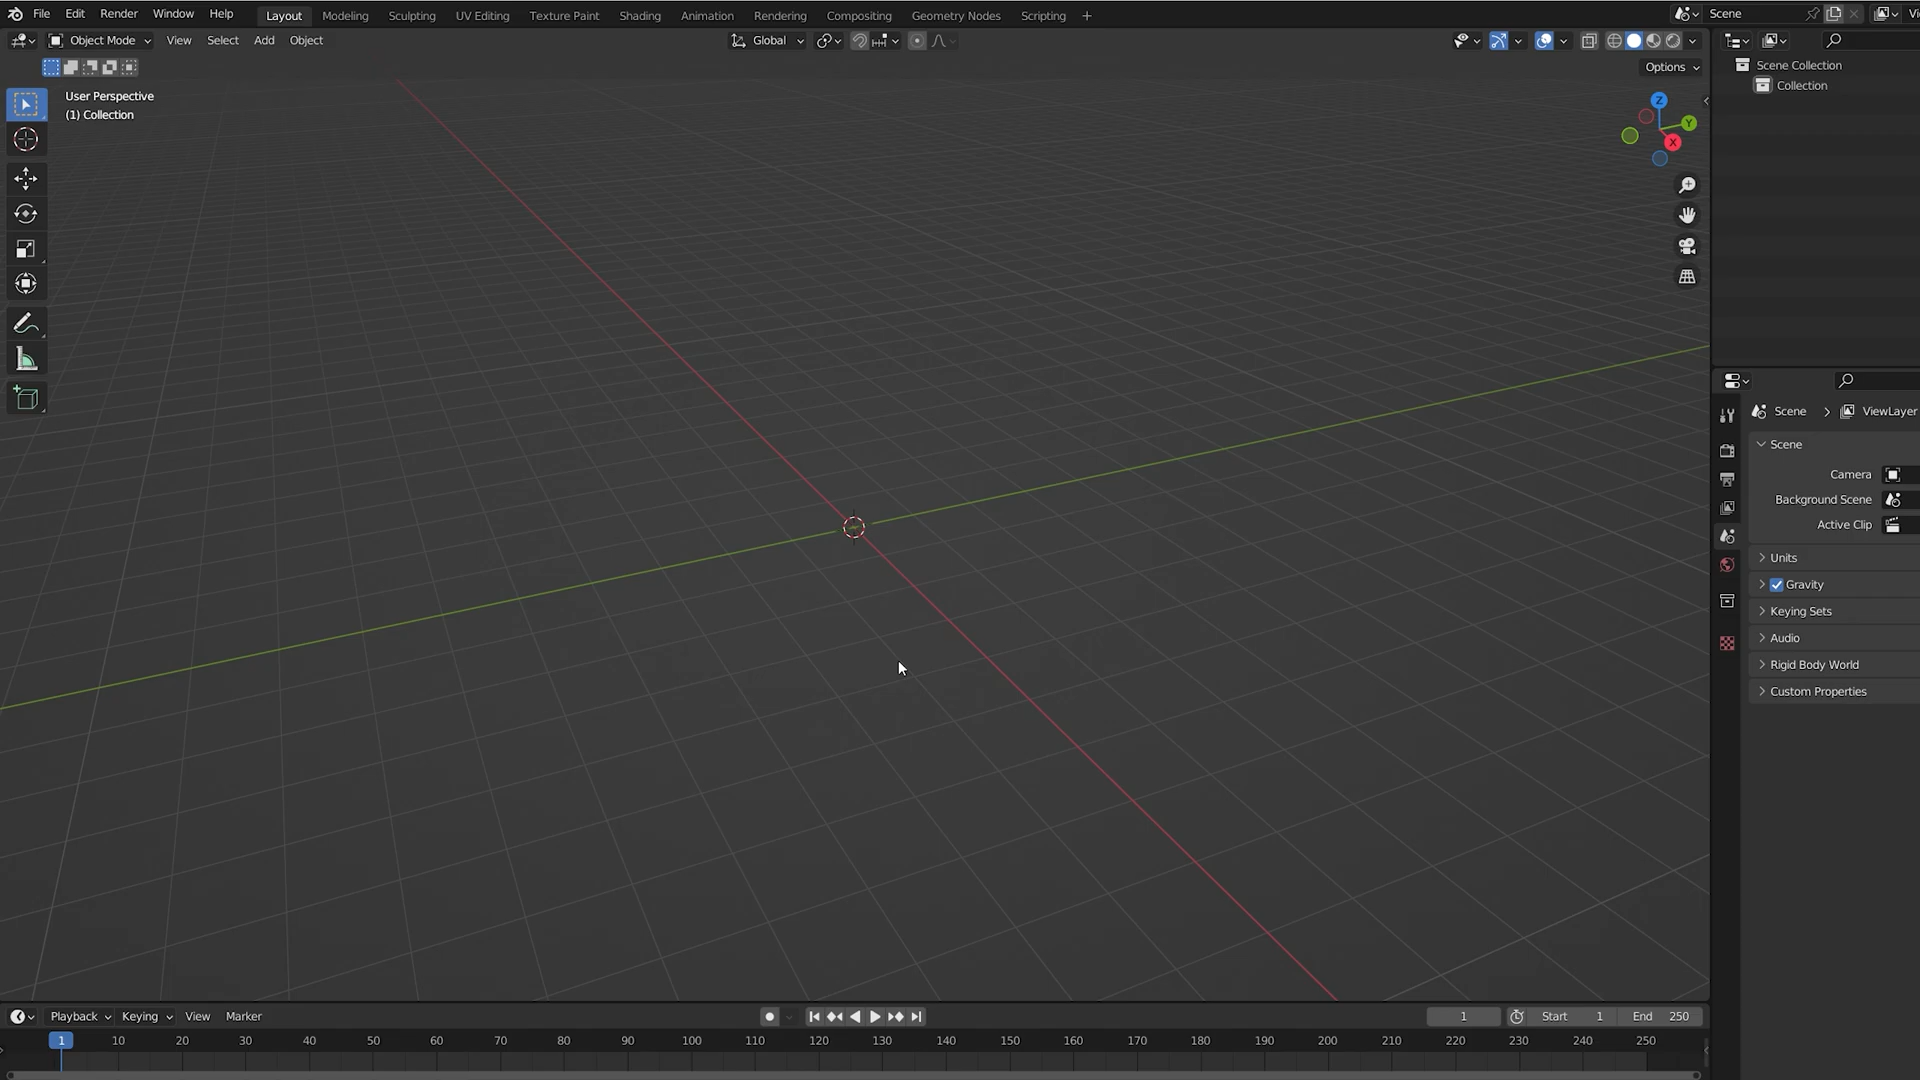 File Edit Render Window Help Layout Modeling Sculpting UV Editing Texture Paint Shading Animation Rendering Compositing Geometry Nodes Scripting + Scene
Object Mode View Select Add Object Global
Options
User Perspective
(1) Collection
Z
Y
X
Scene Collection
Collection
Scene > ViewLayer
Scene
Camera
Background Scene
Active Clip
Units
Gravity
Keying Sets
Audio
Rigid Body World
Custom Properties
Playback Keying View Marker 1 Start 1 End 250
1 10 20 30 40 50 60 70 80 90 100 110 120 130 140 150 160 170 180 190 200 210 220 230 240 250